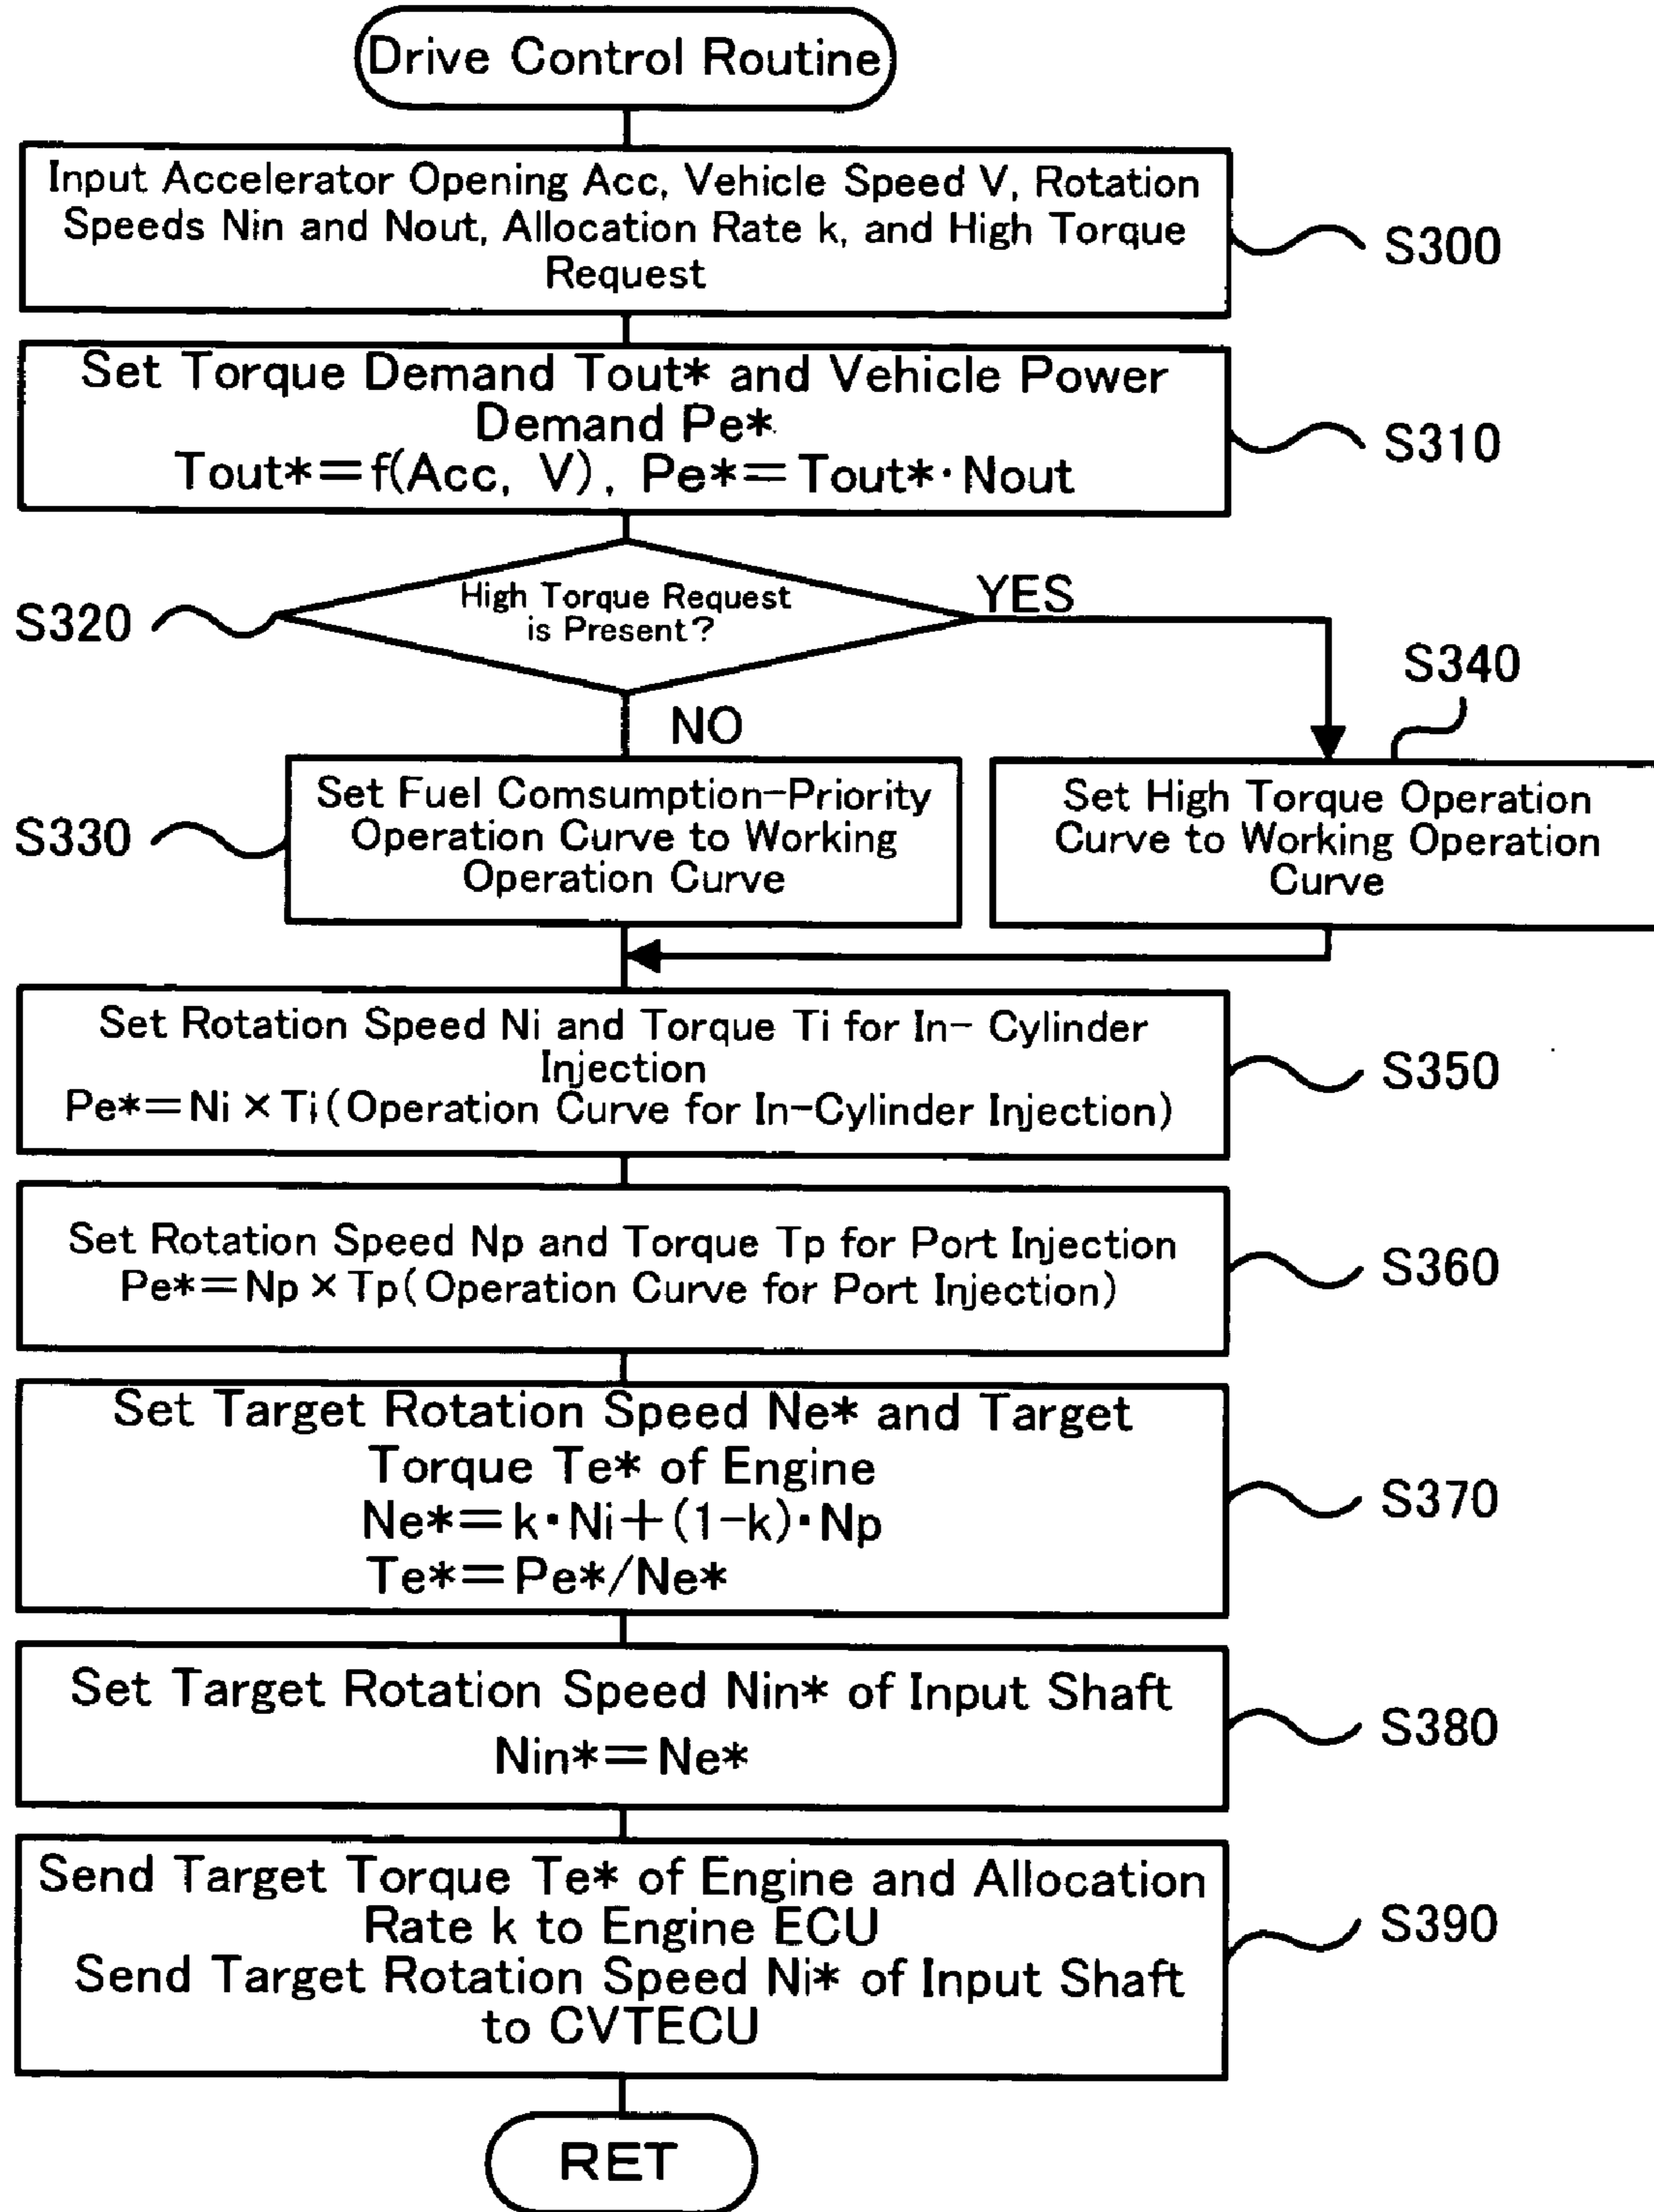 Drive Control Routine
Input Accelerator Opening Acc, Vehicle Speed V, Rotation
Speeds Nin and Nout, Allocation Rate k, and High Torque
Request
S300
Set Torque Demand Tout* and Vehicle Power
Demand Pe*
Tout*=f(Acc, V), Pe*=Tout*·Nout
S310
High Torque Request
is Present?
S320
YES
NO
S340
Set Fuel Comsumption-Priority
Operation Curve to Working
Operation Curve
S330
Set High Torque Operation
Curve to Working Operation
Curve
Set Rotation Speed Ni and Torque Ti for In- Cylinder
Injection
Pe*=Ni×Ti(Operation Curve for In-Cylinder Injection)
S350
Set Rotation Speed Np and Torque Tp for Port Injection
Pe*=Np×Tp(Operation Curve for Port Injection)
S360
Set Target Rotation Speed Ne* and Target
Torque Te* of Engine
Ne*=k·Ni+(1-k)·Np
Te*=Pe*/Ne*
S370
Set Target Rotation Speed Nin* of Input Shaft
Nin*=Ne*
S380
Send Target Torque Te* of Engine and Allocation
Rate k to Engine ECU
Send Target Rotation Speed Ni* of Input Shaft
to CVTECU
S390
RET